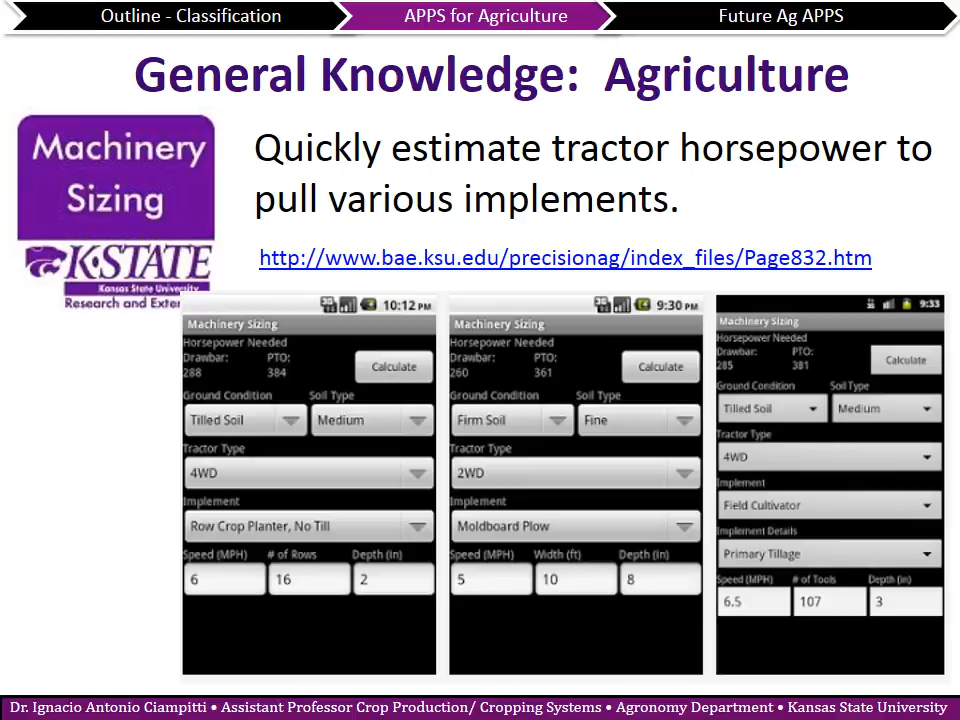 Outline - Classification
APPS for Agriculture
Future Ag APPS
General Knowledge:  Agriculture
Machinery
Sizing
K-STATE
Kansas State University
Research and Exten
Quickly estimate tractor horsepower to
pull various implements.
http://www.bae.ksu.edu/precisionag/index_files/Page832.htm
10:12 PM
Machinery Sizing
Horsepower Needed
Drawbar: PTO:
288 384
Calculate
Ground Condition Soil Type
Tilled Soil Medium
Tractor Type
4WD
Implement
Row Crop Planter, No Till
Speed (MPH) # of Rows Depth (in)
6 16 2
9:30 PM
Machinery Sizing
Horsepower Needed
Drawbar: PTO:
260 361
Calculate
Ground Condition Soil Type
Firm Soil Fine
Tractor Type
2WD
Implement
Moldboard Plow
Speed (MPH) Width (ft) Depth (in)
5 10 8
9:33
Machinery Sizing
Horsepower Needed
Drawbar: PTO:
285 381
Calculate
Ground Condition Soil Type
Tilled Soil Medium
Tractor Type
4WD
Implement
Field Cultivator
Implement Details
Primary Tillage
Speed (MPH) # of Tools Depth (in)
6.5 107 3
Dr. Ignacio Antonio Ciampitti • Assistant Professor Crop Production/ Cropping Systems • Agronomy Department • Kansas State University